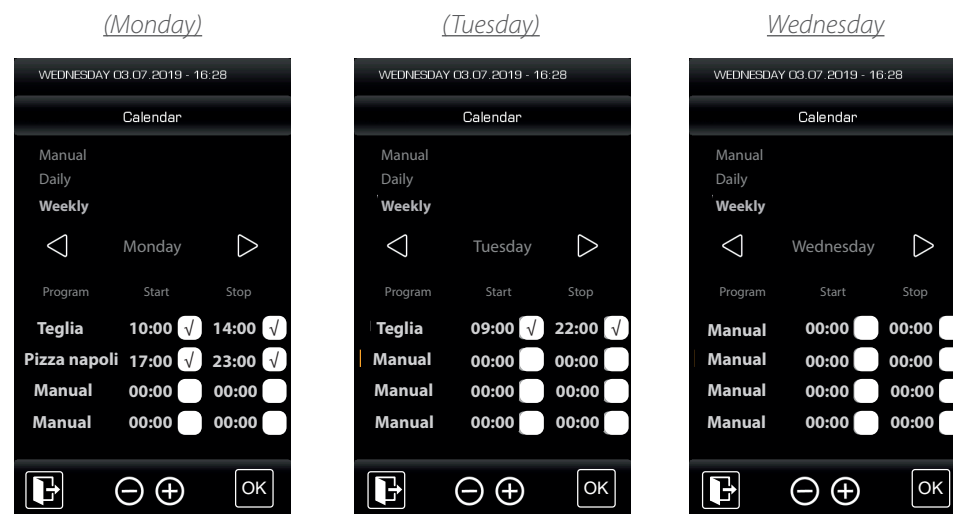 (Monday)
WEDNESDAY 03.07.2019 - 16:28
Calendar
Manual
Daily
Weekly
Monday
Program Start Stop
Teglia 10:00 √ 14:00 √
Pizza napoli 17:00 √ 23:00 √
Manual 00:00 00:00
Manual 00:00 00:00
OK
(Tuesday)
WEDNESDAY 03.07.2019 - 16:28
Calendar
Manual
Daily
Weekly
Tuesday
Program Start Stop
Teglia 09:00 √ 22:00 √
Manual 00:00 00:00
Manual 00:00 00:00
Manual 00:00 00:00
OK
Wednesday
WEDNESDAY 03.07.2019 - 16:28
Calendar
Manual
Daily
Weekly
Wednesday
Program Start Stop
Manual 00:00 00:00
Manual 00:00 00:00
Manual 00:00 00:00
Manual 00:00 00:00
OK